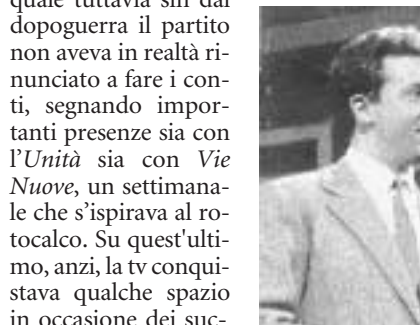 quale tuttavia sin dal
dopoguerra il partito
non aveva in realtà ri-
nunciato a fare i con-
ti, segnando impor-
tanti presenze sia con
l'Unità sia con Vie
Nuove, un settimana-
le che s'ispirava al ro-
tocalco. Su quest'ulti-
mo, anzi, la tv conqui-
stava qualche spazio
in occasione dei suc-